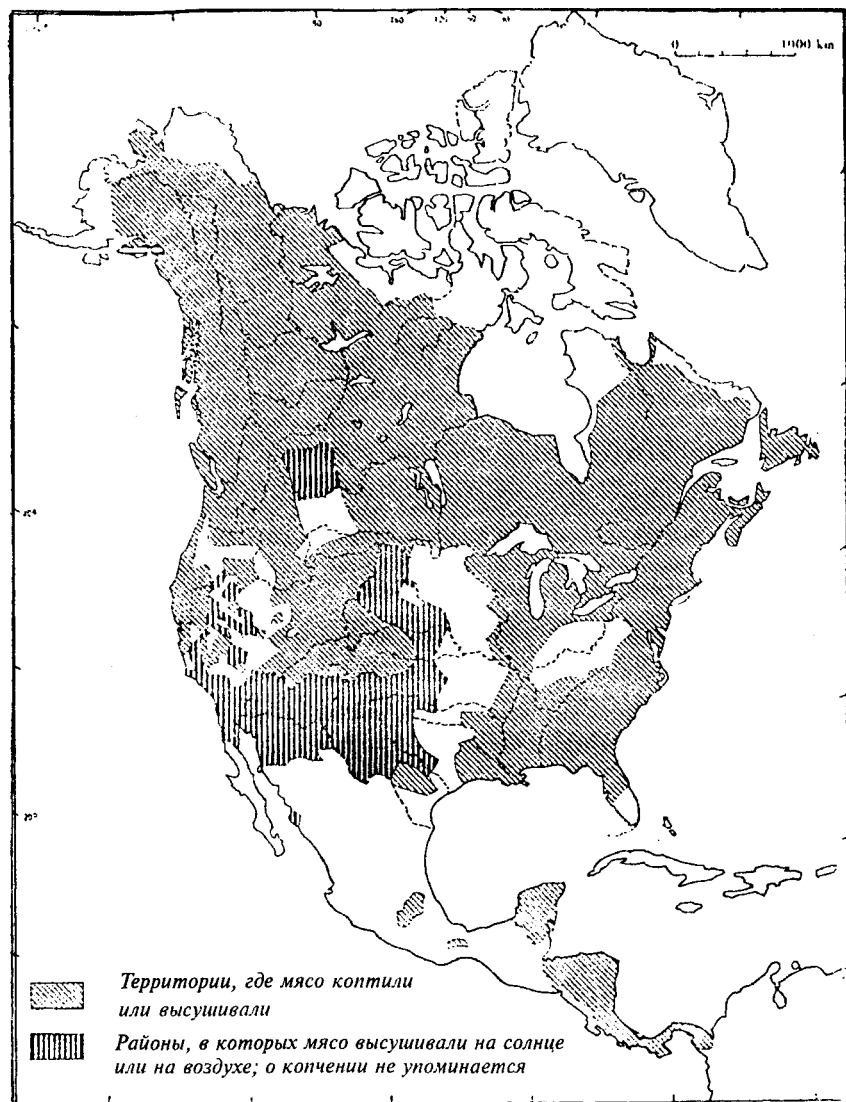 0 1000 km
Территории, где мясо коптили
или высушивали
Районы, в которых мясо высушивали на солнце
или на воздухе; о копчении не упоминается